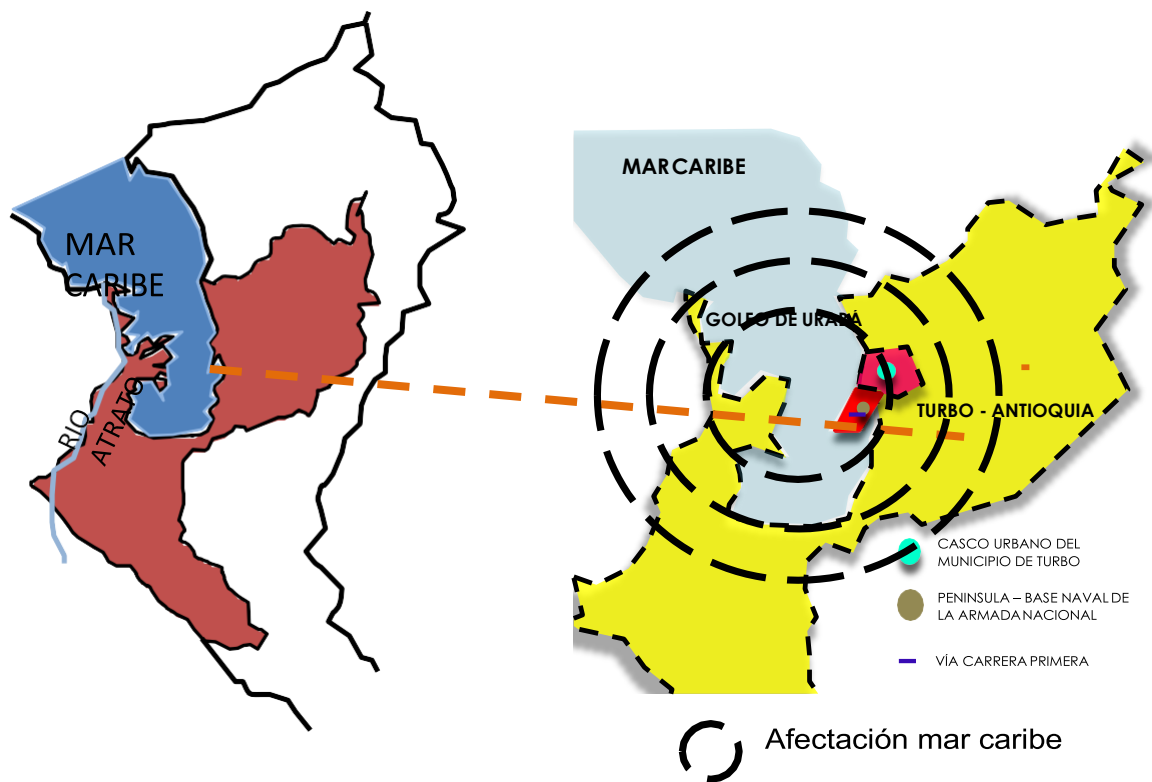 MAR
CARIBE
RIO
ATRATO
MAR CARIBE
GOLFO DE URABÁ
TURBO - ANTIOQUIA
CASCO URBANO DEL
MUNICIPIO DE TURBO
PENINSULA – BASE NAVAL DE
LA ARMADA NACIONAL
VÍA CARRERA PRIMERA
Afectación mar caribe